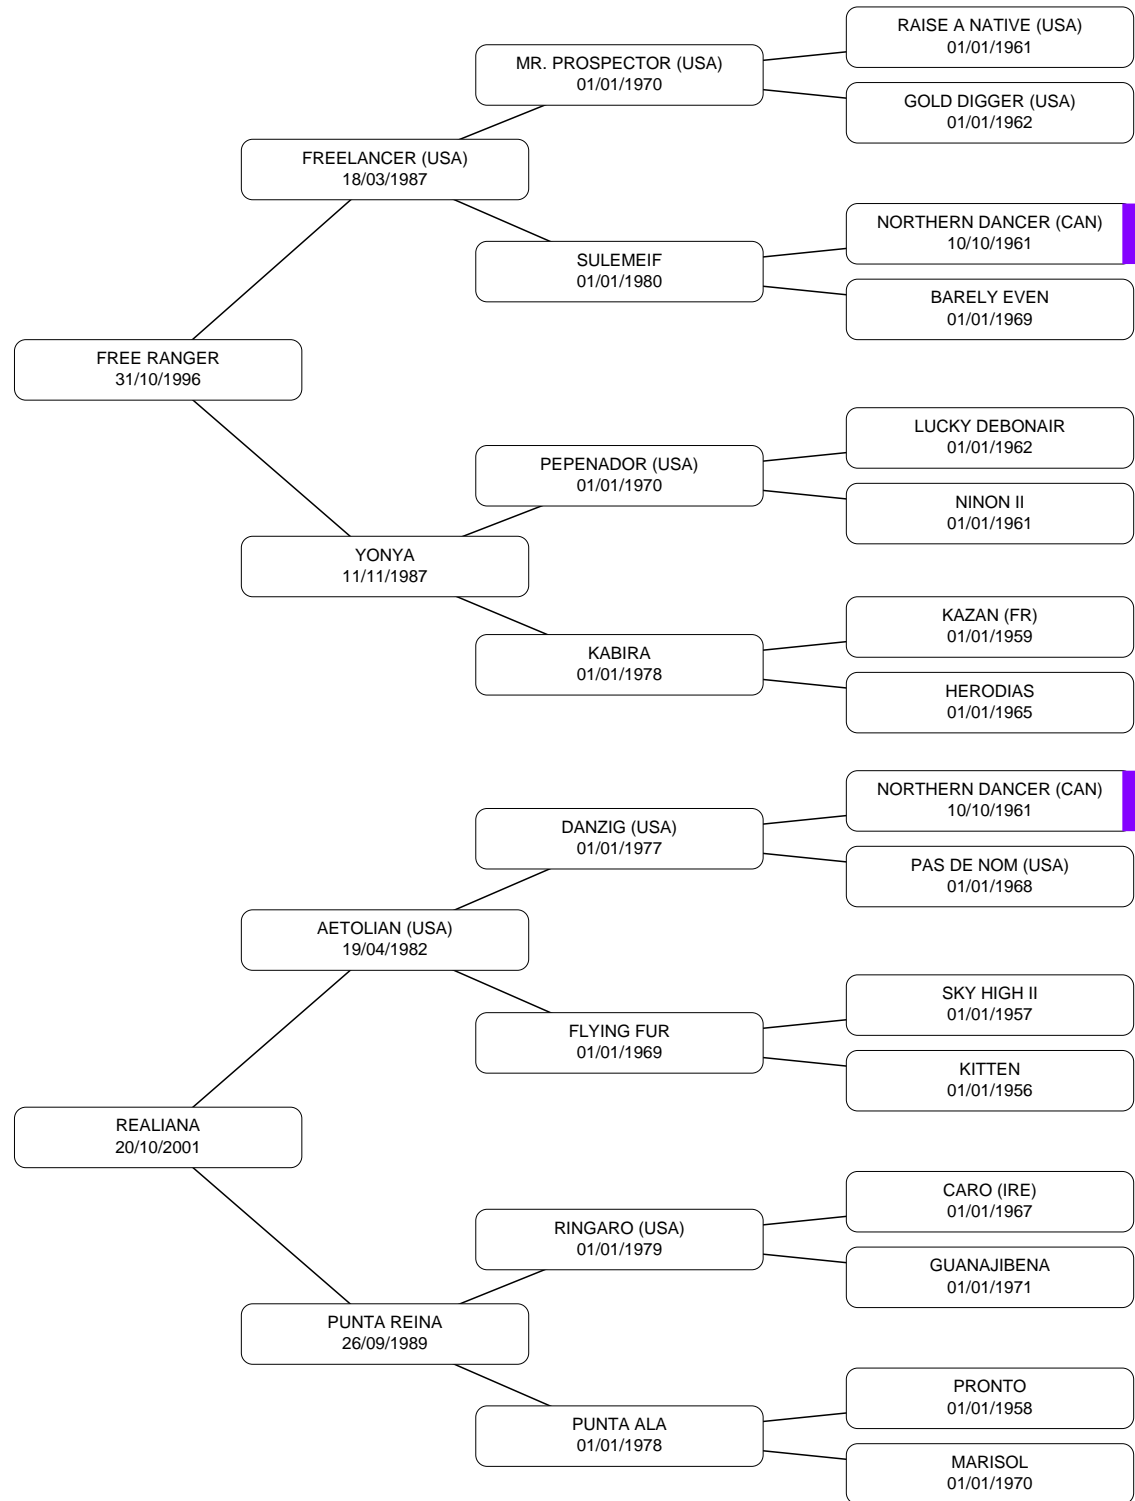 RAISE A NATIVE (USA)
01/01/1961
MR. PROSPECTOR (USA)
01/01/1970
GOLD DIGGER (USA)
01/01/1962
FREELANCER (USA)
18/03/1987
NORTHERN DANCER (CAN)
10/10/1961
SULEMEIF
01/01/1980
BARELY EVEN
01/01/1969
FREE RANGER
31/10/1996
LUCKY DEBONAIR
01/01/1962
PEPENADOR (USA)
01/01/1970
NINON II
01/01/1961
YONYA
11/11/1987
KAZAN (FR)
01/01/1959
KABIRA
01/01/1978
HERODIAS
01/01/1965
NORTHERN DANCER (CAN)
10/10/1961
DANZIG (USA)
01/01/1977
PAS DE NOM (USA)
01/01/1968
AETOLIAN (USA)
19/04/1982
SKY HIGH II
01/01/1957
FLYING FUR
01/01/1969
KITTEN
01/01/1956
REALIANA
20/10/2001
CARO (IRE)
01/01/1967
RINGARO (USA)
01/01/1979
GUANAJIBENA
01/01/1971
PUNTA REINA
26/09/1989
PRONTO
01/01/1958
PUNTA ALA
01/01/1978
MARISOL
01/01/1970